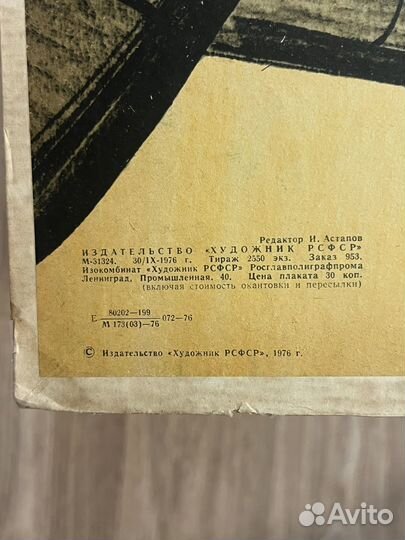 Редактор И. Астапов
ИЗДАТЕЛЬСТВО «ХУДОЖНИК РСФСР»
М-51324. 30/IX-1976 г. Тираж 2550 экз. Заказ 953.
Изокомбинат «Художник РСФСР» Росглавполиграфпрома
Ленинград, Промышленная, 40. Цена плаката 30 коп.
(включая стоимость окантовки и пересылки)
Е 80202—199 072—76
М 173(03)—76
© Издательство «Художник РСФСР», 1976 г.
Avito